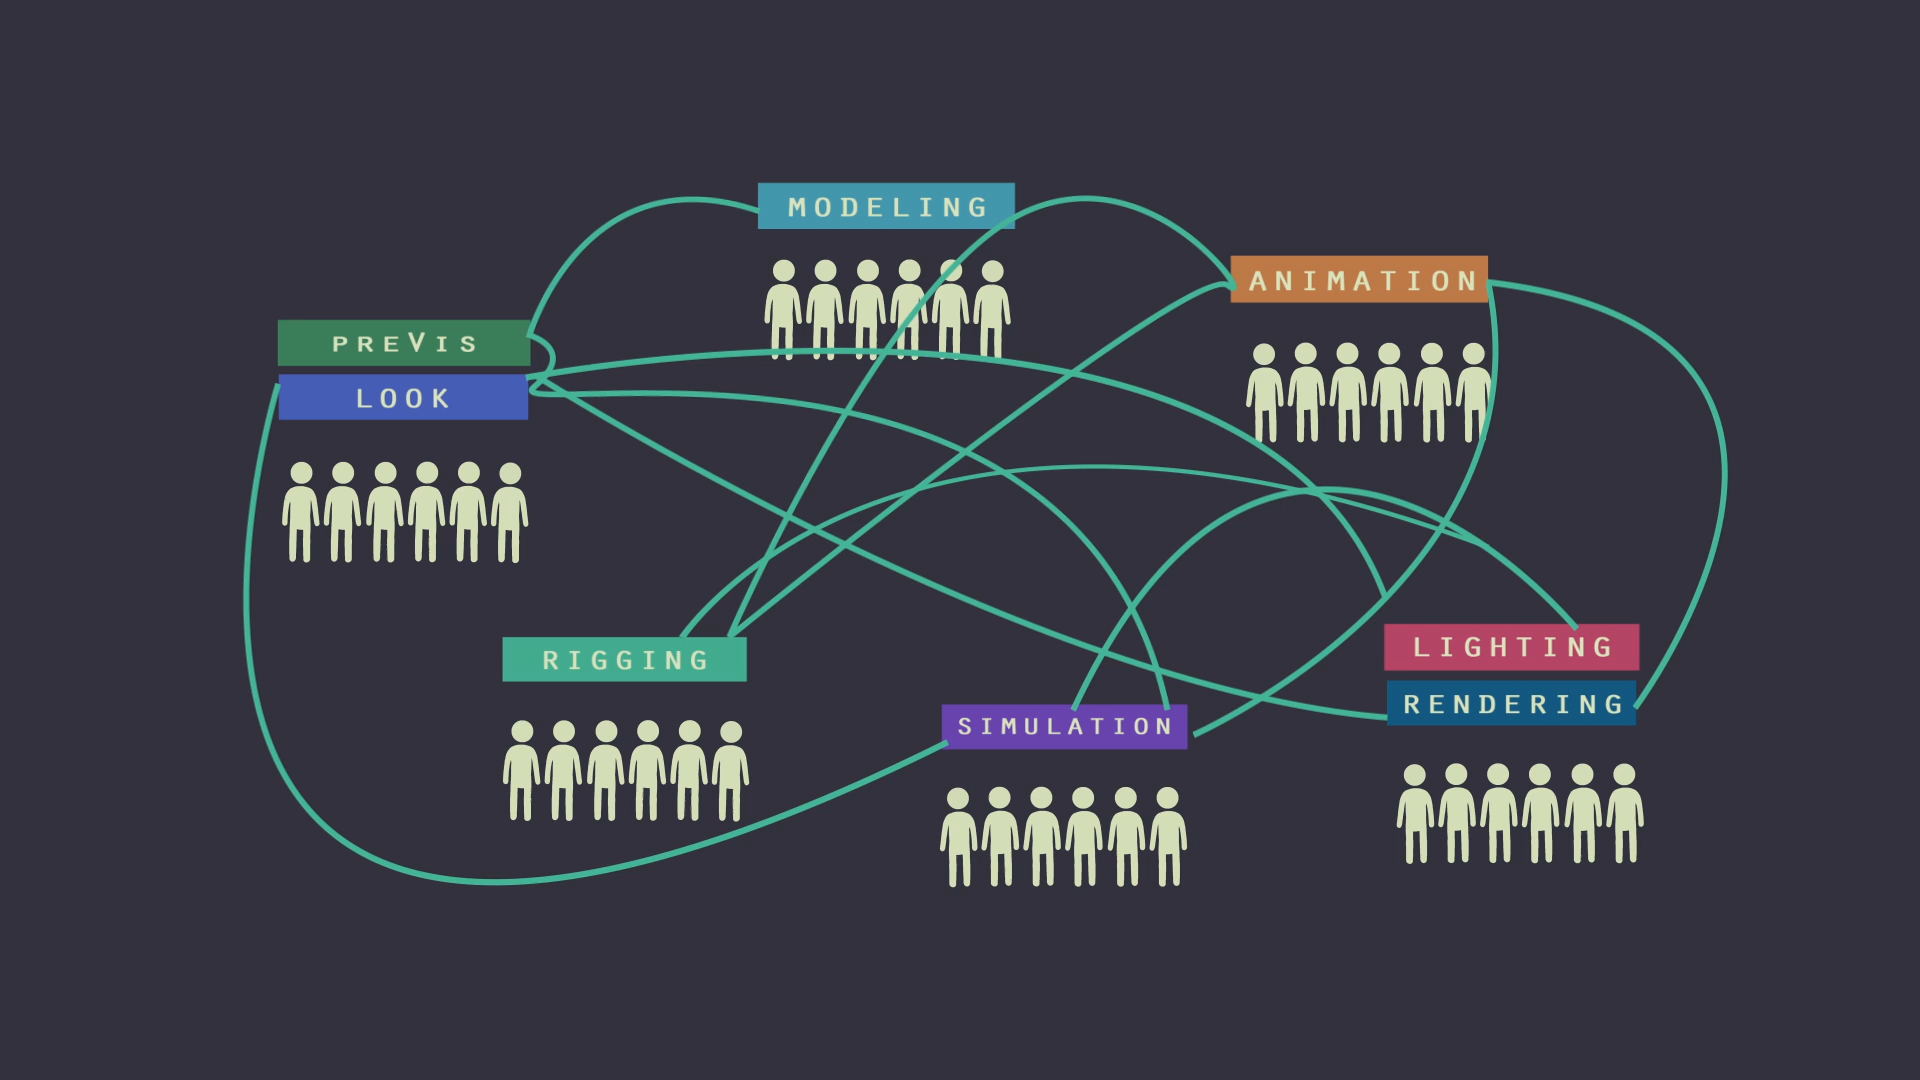 MODELING
ANIMATION
PREVIS
LOOK
RIGGING
LIGHTING
RENDERING
SIMULATION